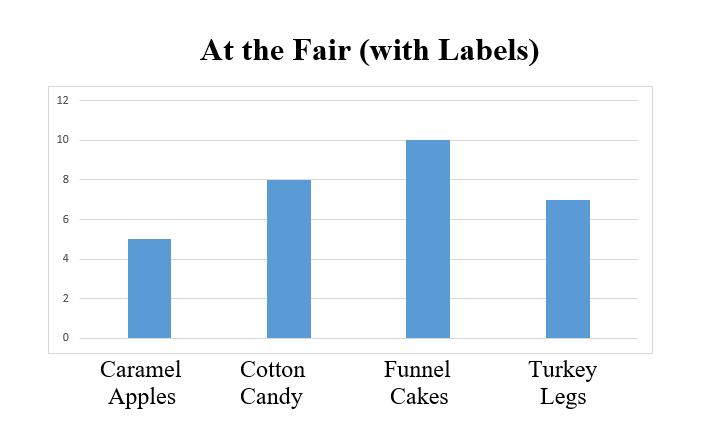 At the Fair (with Labels)
12
10
8
6
4
2
0
Caramel Apples
Cotton Candy
Funnel Cakes
Turkey Legs